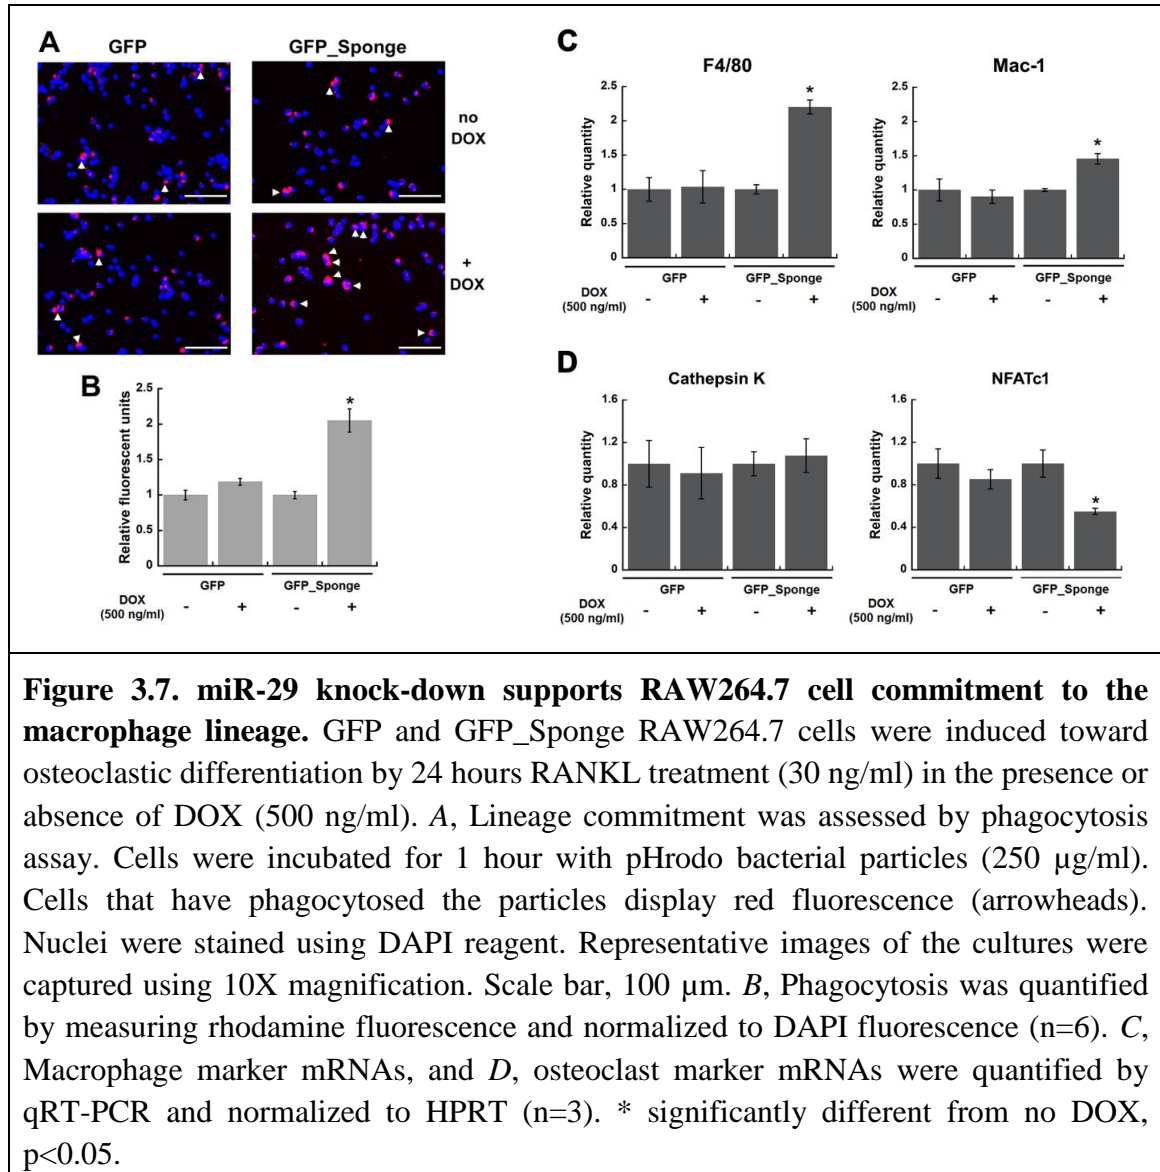 A
GFP
GFP_Sponge
no
DOX
+
DOX
B
Relative fluorescent units
2.5
2
1.5
1
0.5
0
*
GFP
GFP_Sponge
DOX
(500 ng/ml)
- + - +
C
F4/80
Relative quantity
2.5
2
1.5
1.0
0.5
0
*
GFP
GFP_Sponge
DOX
(500 ng/ml)
- + - +
Mac-1
Relative quantity
2.5
2.0
1.5
1
0.5
0
*
GFP
GFP_Sponge
DOX
(500 ng/ml)
- + - +
D
Cathepsin K
Relative quantity
1.6
1.2
0.8
0.4
0
GFP
GFP_Sponge
DOX
(500 ng/ml)
- + - +
NFATc1
Relative quantity
1.6
1.2
0.8
0.4
0
*
GFP
GFP_Sponge
DOX
(500 ng/ml)
- + - +
Figure 3.7. miR-29 knock-down supports RAW264.7 cell commitment to the
macrophage lineage. GFP and GFP_Sponge RAW264.7 cells were induced toward
osteoclastic differentiation by 24 hours RANKL treatment (30 ng/ml) in the presence or
absence of DOX (500 ng/ml). A, Lineage commitment was assessed by phagocytosis
assay. Cells were incubated for 1 hour with pHrodo bacterial particles (250 µg/ml).
Cells that have phagocytosed the particles display red fluorescence (arrowheads).
Nuclei were stained using DAPI reagent. Representative images of the cultures were
captured using 10X magnification. Scale bar, 100 µm. B, Phagocytosis was quantified
by measuring rhodamine fluorescence and normalized to DAPI fluorescence (n=6). C,
Macrophage marker mRNAs, and D, osteoclast marker mRNAs were quantified by
qRT-PCR and normalized to HPRT (n=3). * significantly different from no DOX,
p<0.05.